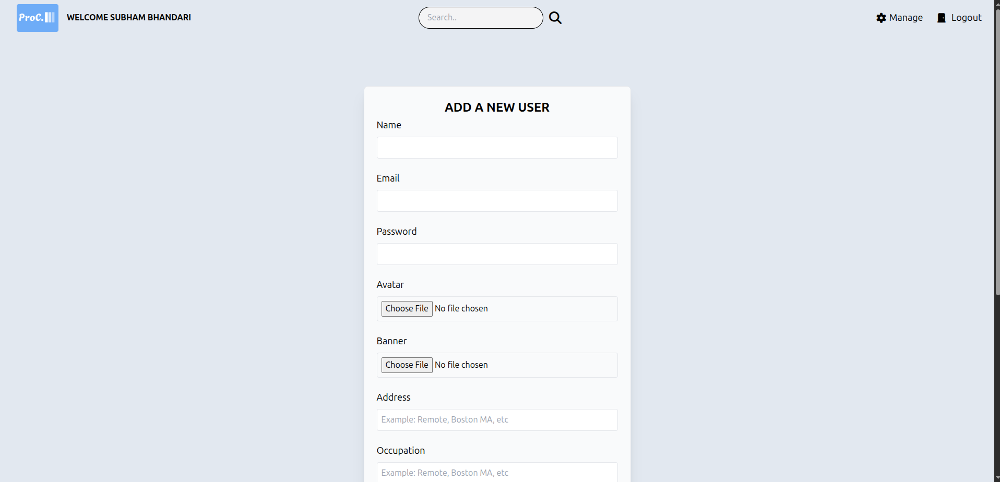 ProC.
WELCOME SUBHAM BHANDARI
Search..
Manage
Logout
ADD A NEW USER
Name
Email
Password
Avatar
Choose File No file chosen
Banner
Choose File No file chosen
Address
Example: Remote, Boston MA, etc
Occupation
Example: Remote, Boston MA, etc